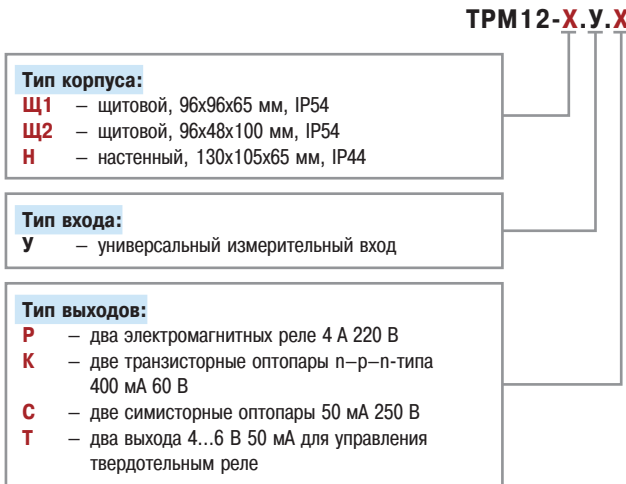 ТРМ12-Х.У.Х
Тип корпуса:
Щ1 – щитовой, 96х96х65 мм, IP54
Щ2 – щитовой, 96х48х100 мм, IP54
Н – настенный, 130х105х65 мм, IP44
Тип входа:
У – универсальный измерительный вход
Тип выходов:
Р – два электромагнитных реле 4 А 220 В
К – две транзисторные оптопары n–p–n-типа
400 мА 60 В
С – две симисторные оптопары 50 мА 250 В
Т – два выхода 4...6 В 50 мА для управления
твердотельным реле